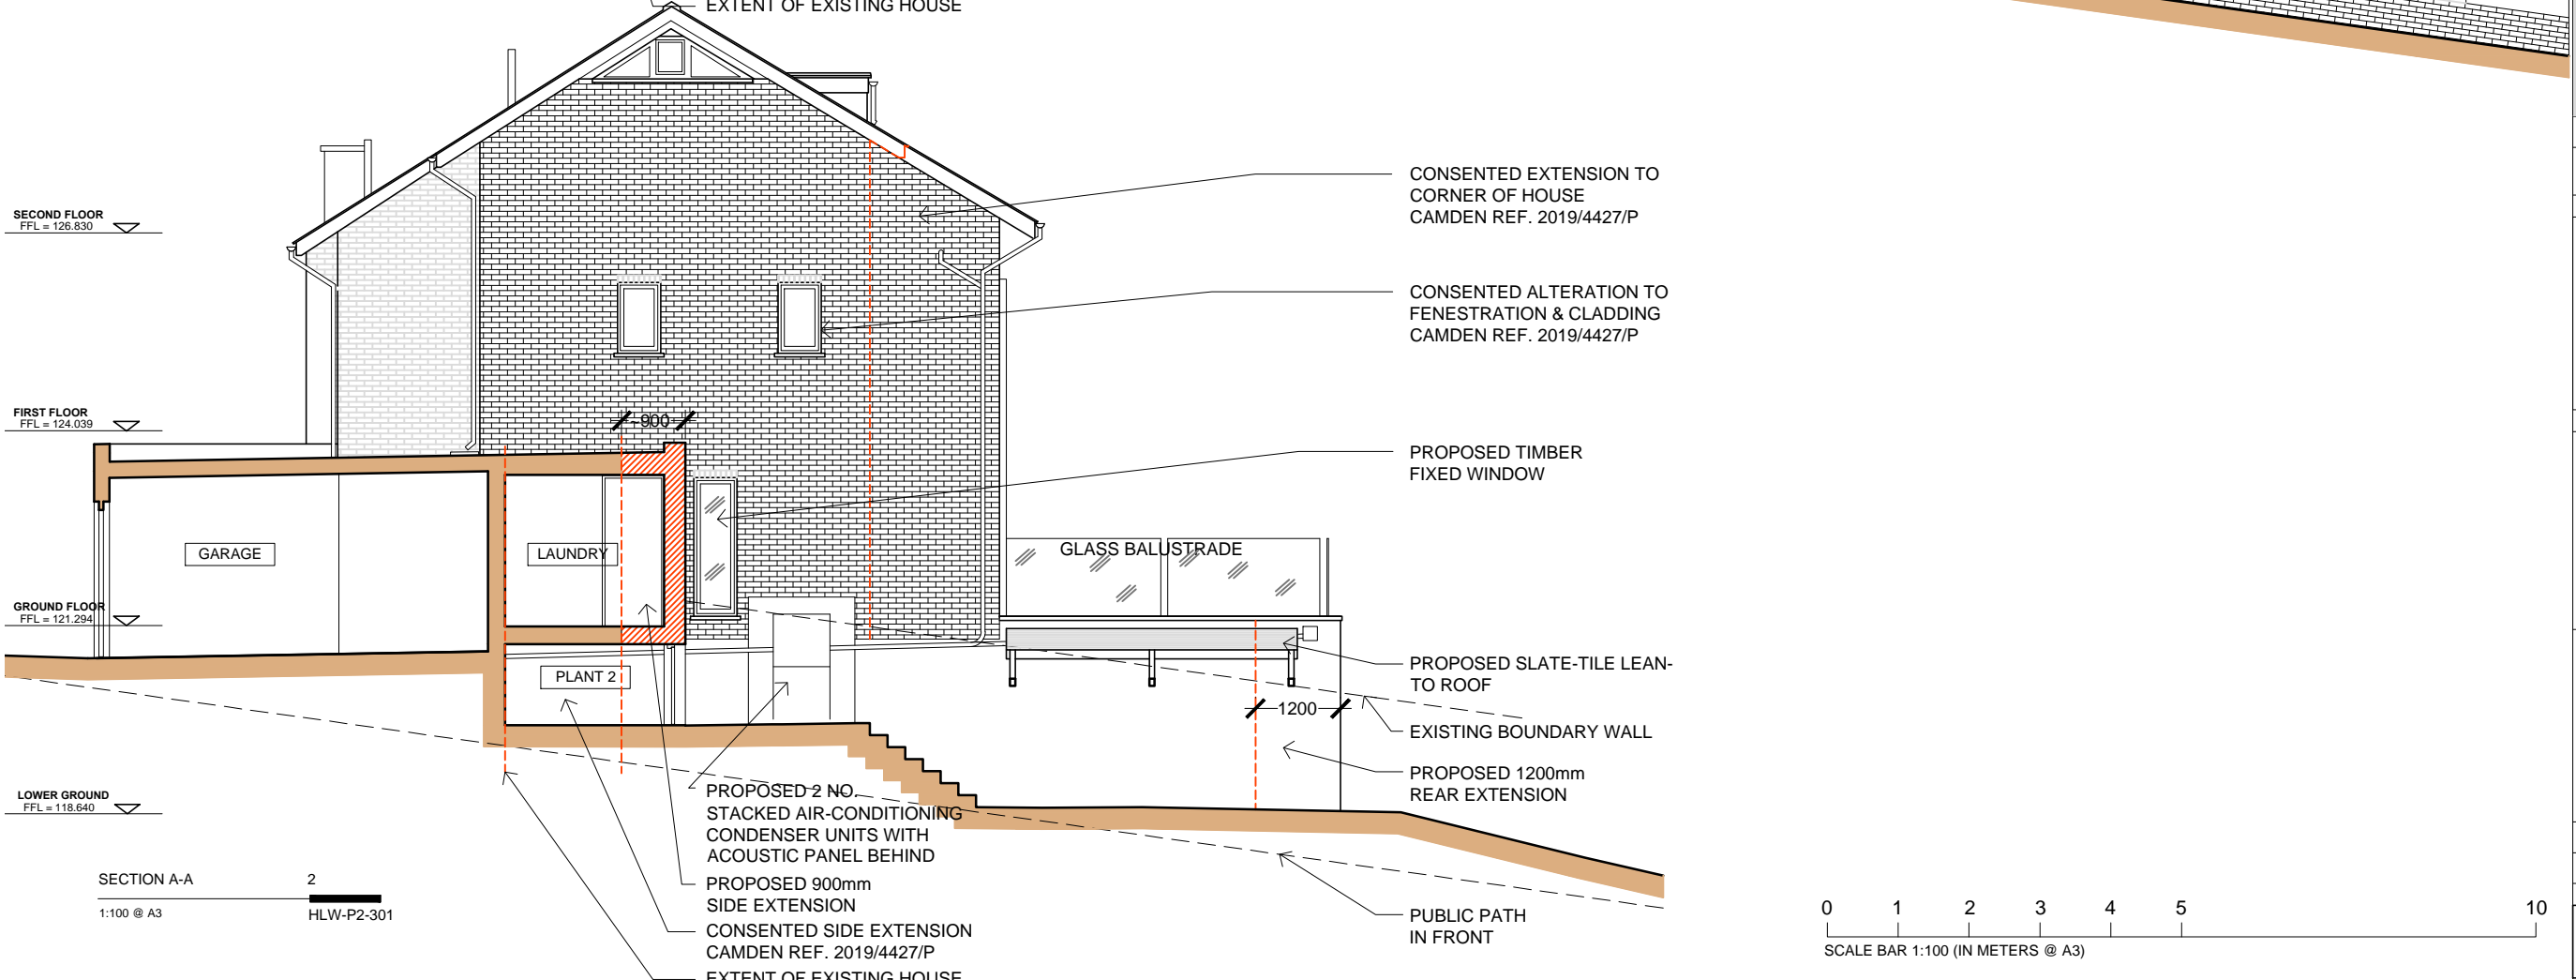 EXTENT OF EXISTING HOUSE
CONSENTED EXTENSION TO
CORNER OF HOUSE
CAMDEN REF. 2019/4427/P
SECOND FLOOR
FFL = 126.830
CONSENTED ALTERATION TO
FENESTRATION & CLADDING
CAMDEN REF. 2019/4427/P
FIRST FLOOR
FFL = 124.039
~900
PROPOSED TIMBER
FIXED WINDOW
GARAGE
LAUNDRY
GLASS BALUSTRADE
GROUND FLOOR
FFL = 121.294
PLANT 2
PROPOSED SLATE-TILE LEAN-
TO ROOF
1200
EXISTING BOUNDARY WALL
PROPOSED 1200mm
REAR EXTENSION
LOWER GROUND
FFL = 118.640
PROPOSED 2 NO.
STACKED AIR-CONDITIONING
CONDENSER UNITS WITH
ACOUSTIC PANEL BEHIND
PROPOSED 900mm
SIDE EXTENSION
CONSENTED SIDE EXTENSION
CAMDEN REF. 2019/4427/P
EXTENT OF EXISTING HOUSE
PUBLIC PATH
IN FRONT
SECTION A-A 2
1:100 @ A3 HLW-P2-301
0 1 2 3 4 5 10
SCALE BAR 1:100 (IN METERS @ A3)